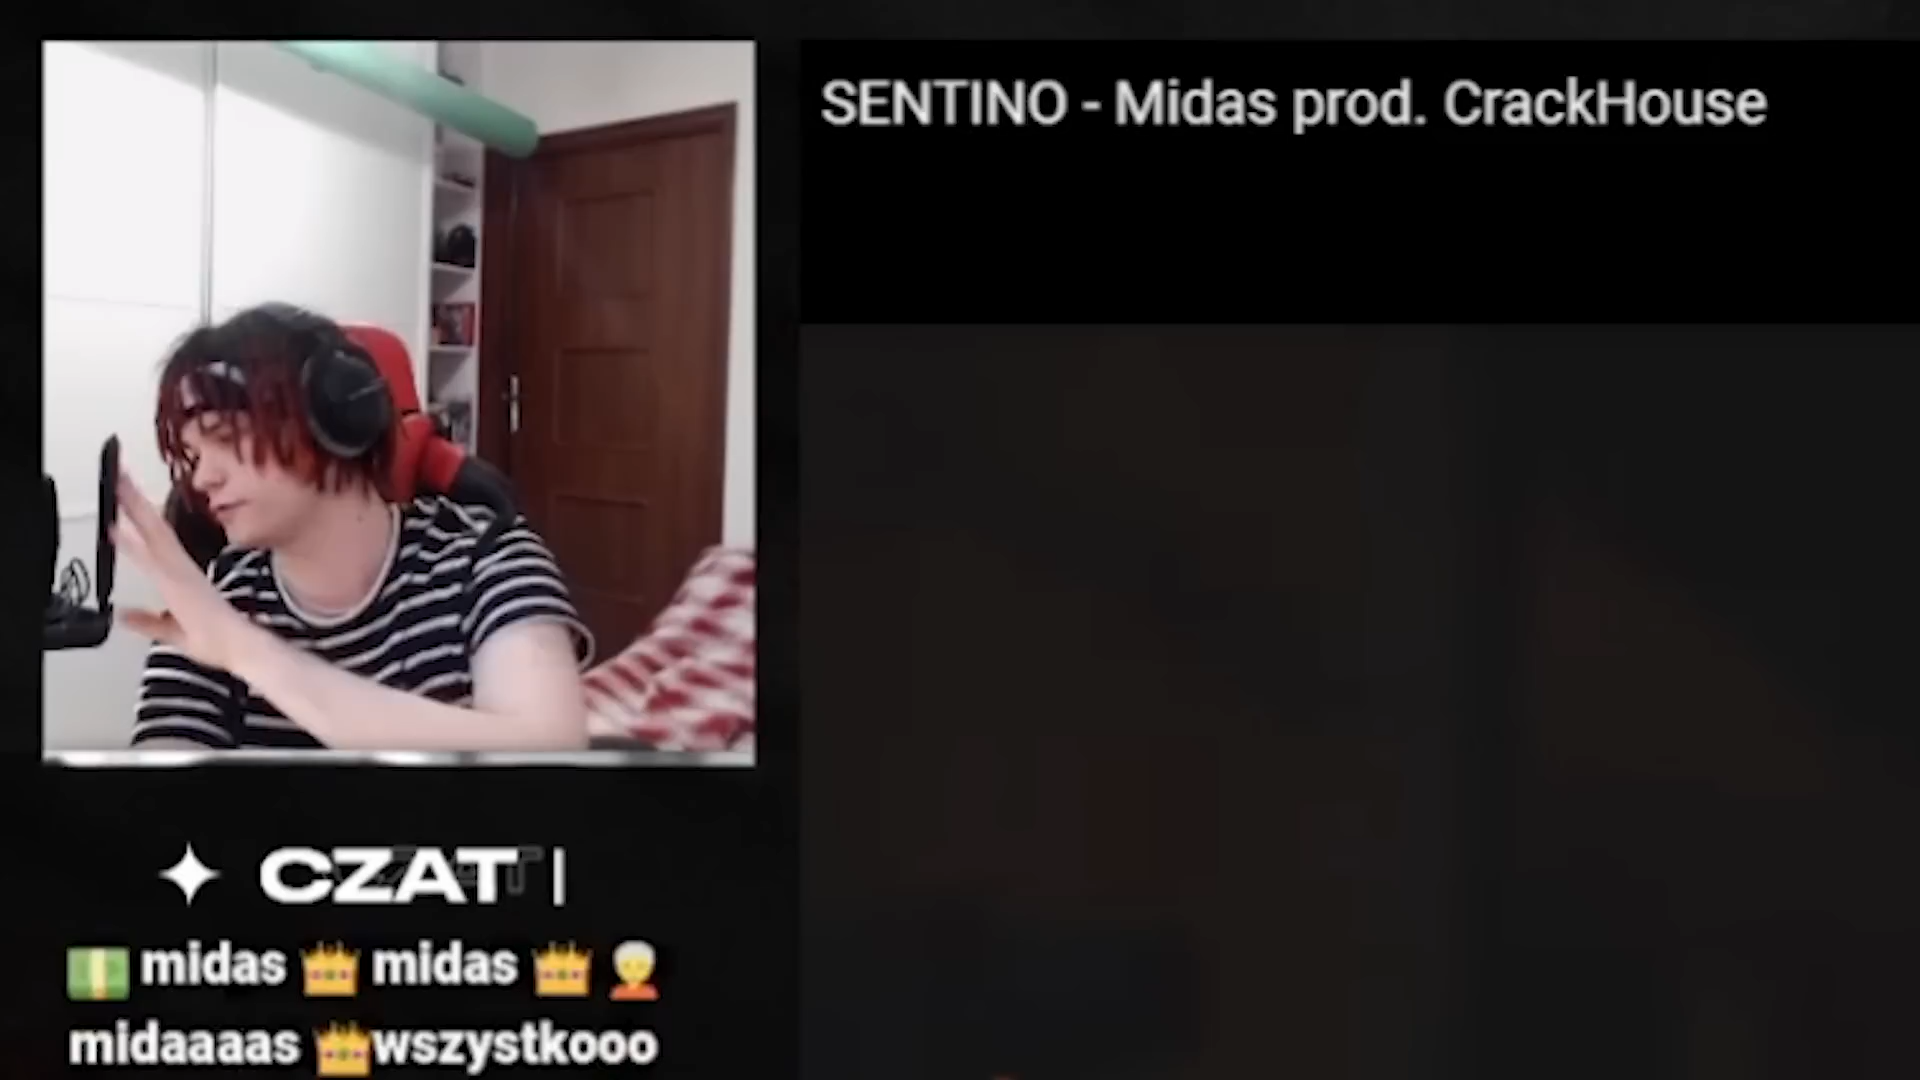 SENTINO - Midas prod. CrackHouse
✦ CZAT |
💵 midas 👑 midas 👑 👨‍🦳
midaaaas 👑wszystkooo